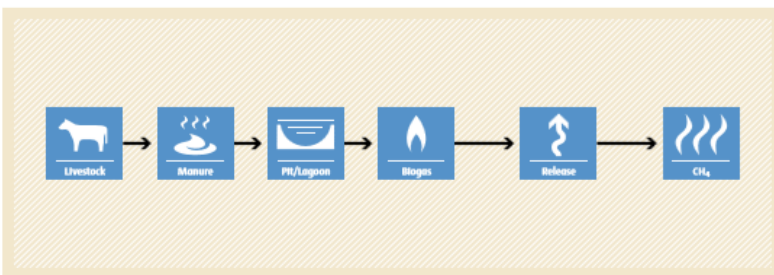 Livestock
Manure
Pit/Lagoon
Biogas
Release
CH₄